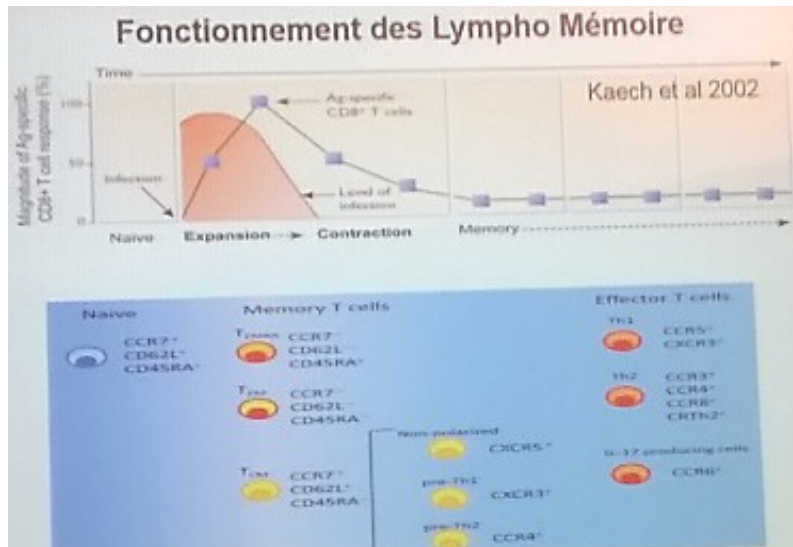 Fonctionnement des Lympho Mémoire
Time
Kaech et al 2002
Magnitude of Ag-specific
CD8+ T cell response (%)
100
50
0
Ag-specific
CD8+ T cells
Infection
Level of
infection
Naive
Expansion
Contraction
Memory
Naive
CCR7+
CD62L+
CD45RA+
Memory T cells
TEMRA
CCR7-
CD62L-
CD45RA+
TEM
CCR7-
CD62L-
CD45RA-
TCM
CCR7+
CD62L+
CD45RA-
Non-polarized
CXCR5+
pre-Th1
CXCR3+
pre-Th2
CCR4+
Effector T cells
Th1
CCR5+
CXCR3+
Th2
CCR3+
CCR4+
CCR8+
CRTh2+
IL-17 producing cells
CCR6+